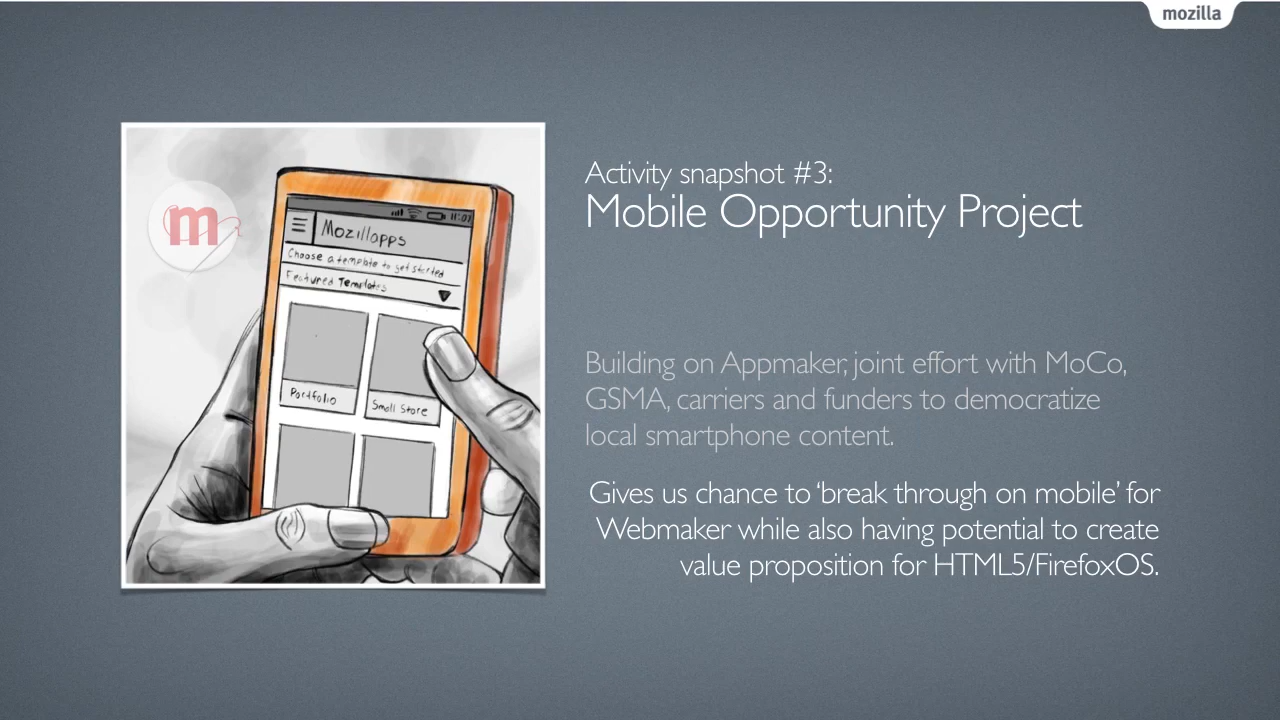 mozilla
Activity snapshot #3:
Mobile Opportunity Project
m
11:07
Mozillapps
Choose a template to get started
Featured Templates
Portfolio
Small Store
Building on Appmaker, joint effort with MoCo,
GSMA, carriers and funders to democratize
local smartphone content.
Gives us chance to ‘break through on mobile’ for
Webmaker while also having potential to create
value proposition for HTML5/FirefoxOS.